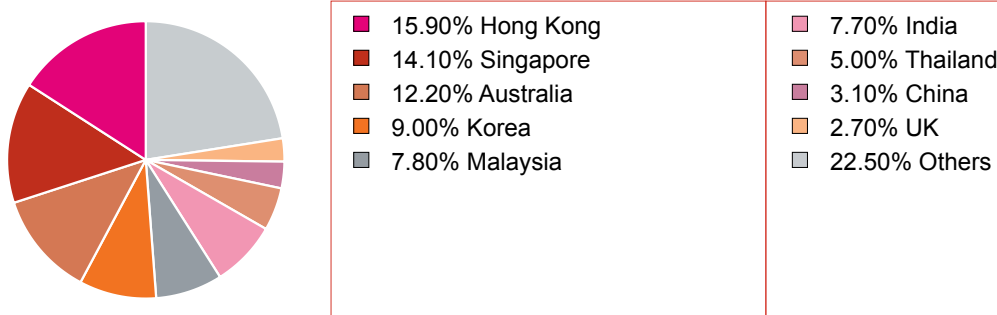 15.90% Hong Kong
14.10% Singapore
12.20% Australia
9.00% Korea
7.80% Malaysia
7.70% India
5.00% Thailand
3.10% China
2.70% UK
22.50% Others